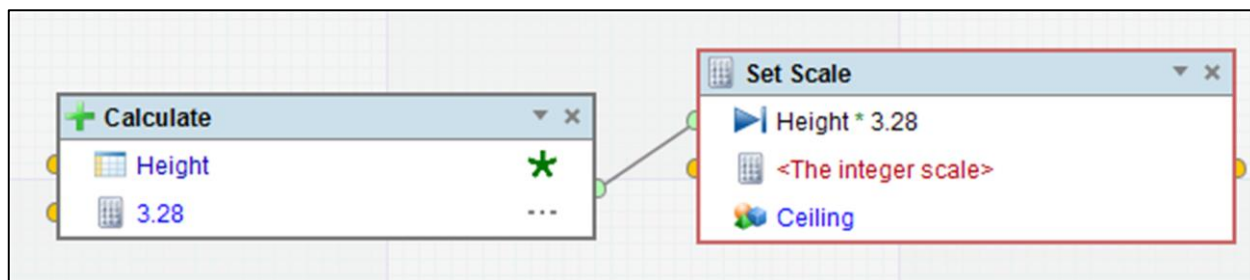 Calculate
Height *
3.28 ...
Set Scale
Height * 3.28
<The integer scale>
Ceiling